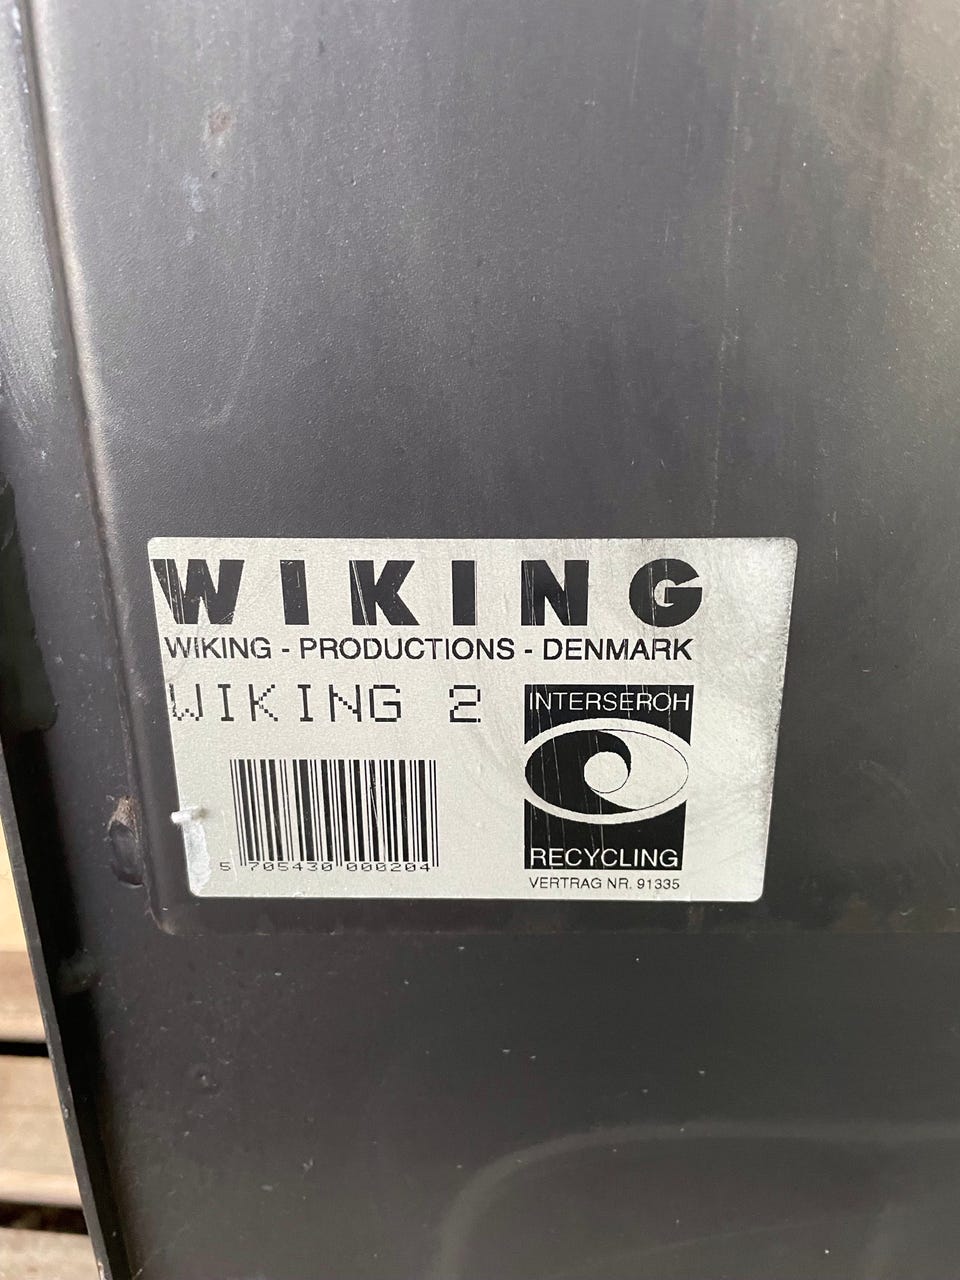 WIKING
WIKING - PRODUCTIONS - DENMARK
WIKING 2
INTERSEROH
RECYCLING
VERTRAG NR. 91335
5 705430 000204